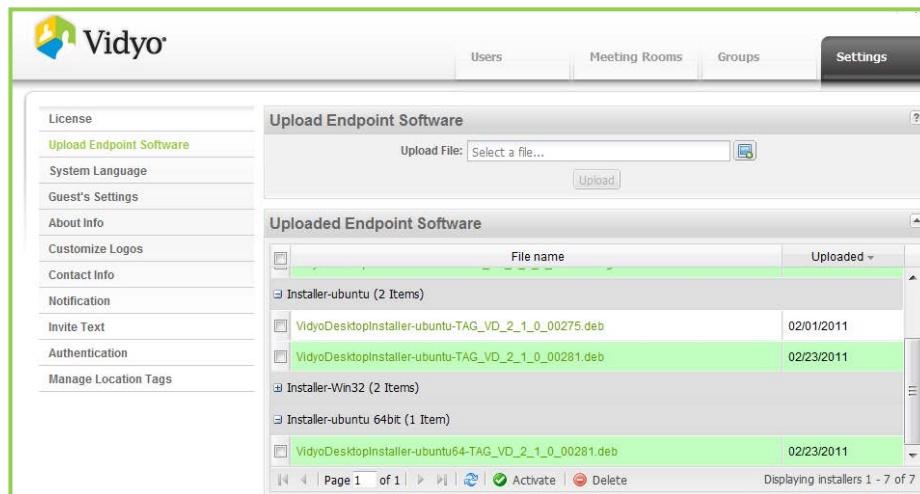 Vidyo
Users Meeting Rooms Groups Settings
License
Upload Endpoint Software
System Language
Guest's Settings
About Info
Customize Logos
Contact Info
Notification
Invite Text
Authentication
Manage Location Tags
Upload Endpoint Software ?
Upload File: Select a file...
Upload
Uploaded Endpoint Software
File name Uploaded
Installer-ubuntu (2 Items)
VidyoDesktopInstaller-ubuntu-TAG_VD_2_1_0_00275.deb 02/01/2011
VidyoDesktopInstaller-ubuntu-TAG_VD_2_1_0_00281.deb 02/23/2011
Installer-Win32 (2 Items)
Installer-ubuntu 64bit (1 Item)
VidyoDesktopInstaller-ubuntu64-TAG_VD_2_1_0_00281.deb 02/23/2011
Page 1 of 1 Activate Delete Displaying installers 1 - 7 of 7